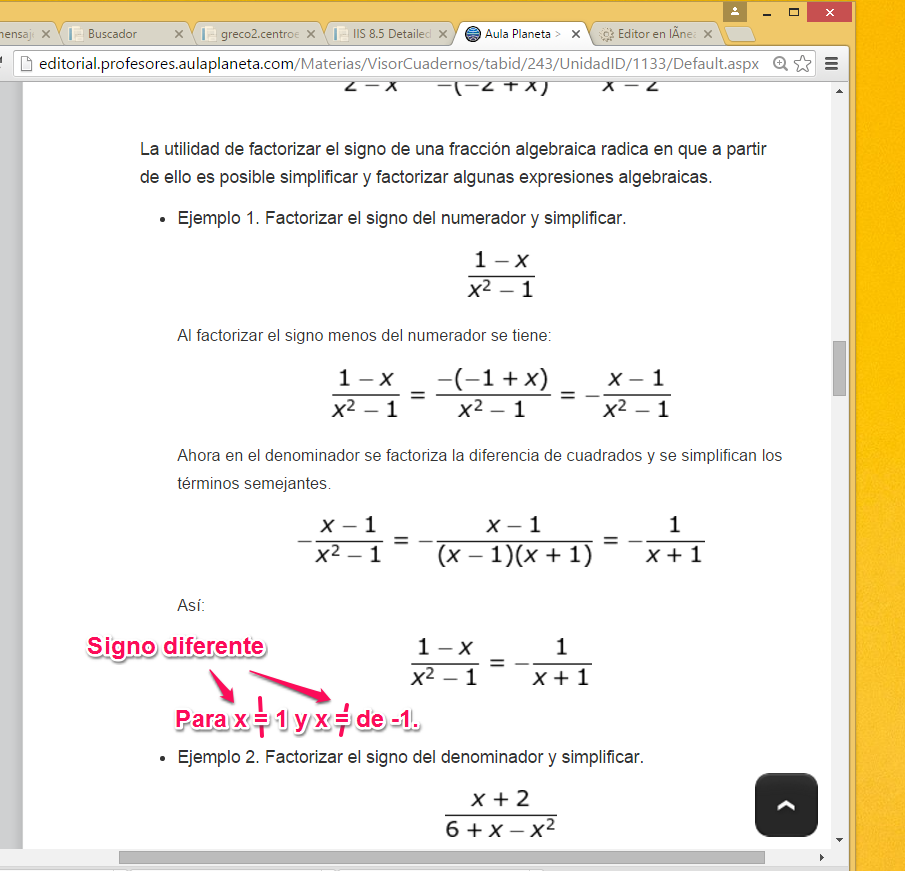 mensaj
Buscador
greco2.centroe
IIS 8.5 Detailed
Aula Planeta >
Editor en lÃne
editorial.profesores.aulaplaneta.com/Materias/VisorCuadernos/tabid/243/UnidadID/1133/Default.aspx
2 − x −(−2 + x) x − 2
La utilidad de factorizar el signo de una fracción algebraica radica en que a partir
de ello es posible simplificar y factorizar algunas expresiones algebraicas.
• Ejemplo 1. Factorizar el signo del numerador y simplificar.
1 − x
x² − 1
Al factorizar el signo menos del numerador se tiene:
1 − x −(−1 + x) x − 1
= = −
x² − 1 x² − 1 x² − 1
Ahora en el denominador se factoriza la diferencia de cuadrados y se simplifican los
términos semejantes.
x − 1 x − 1 1
− = − = −
x² − 1 (x − 1)(x + 1) x + 1
Así:
Signo diferente
1 − x 1
= −
x² − 1 x + 1
Para x ≠ 1 y x ≠ de -1.
• Ejemplo 2. Factorizar el signo del denominador y simplificar.
x + 2
6 + x − x²